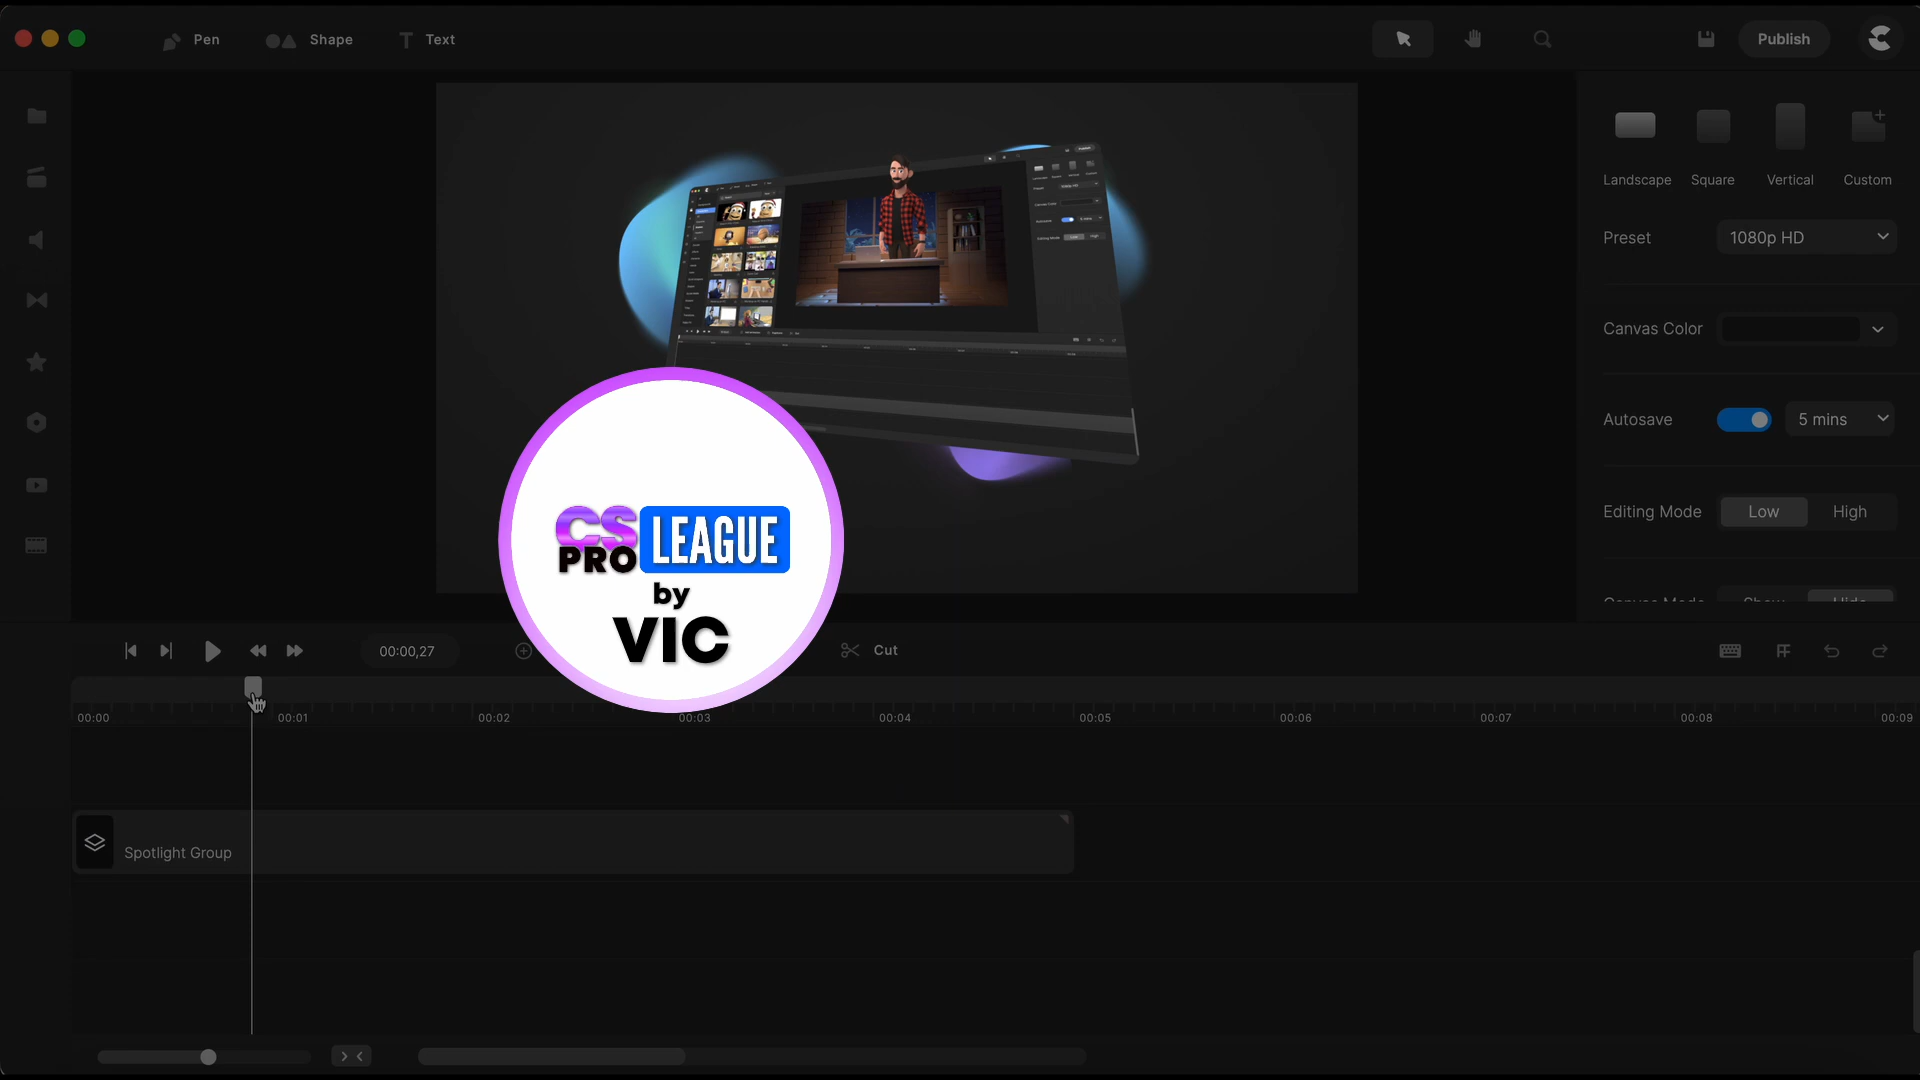 Pen
Shape
Text
Publish
Landscape
Square
Vertical
Custom
Preset
1080p HD
Canvas Color
Autosave
5 mins
Editing Mode
Low
High
Canvas Mode
Show
Hide
CS
PRO
LEAGUE
by
VIC
00:00,27
Cut
00:00
00:01
00:02
00:03
00:04
00:05
00:06
00:07
00:08
00:09
Spotlight Group